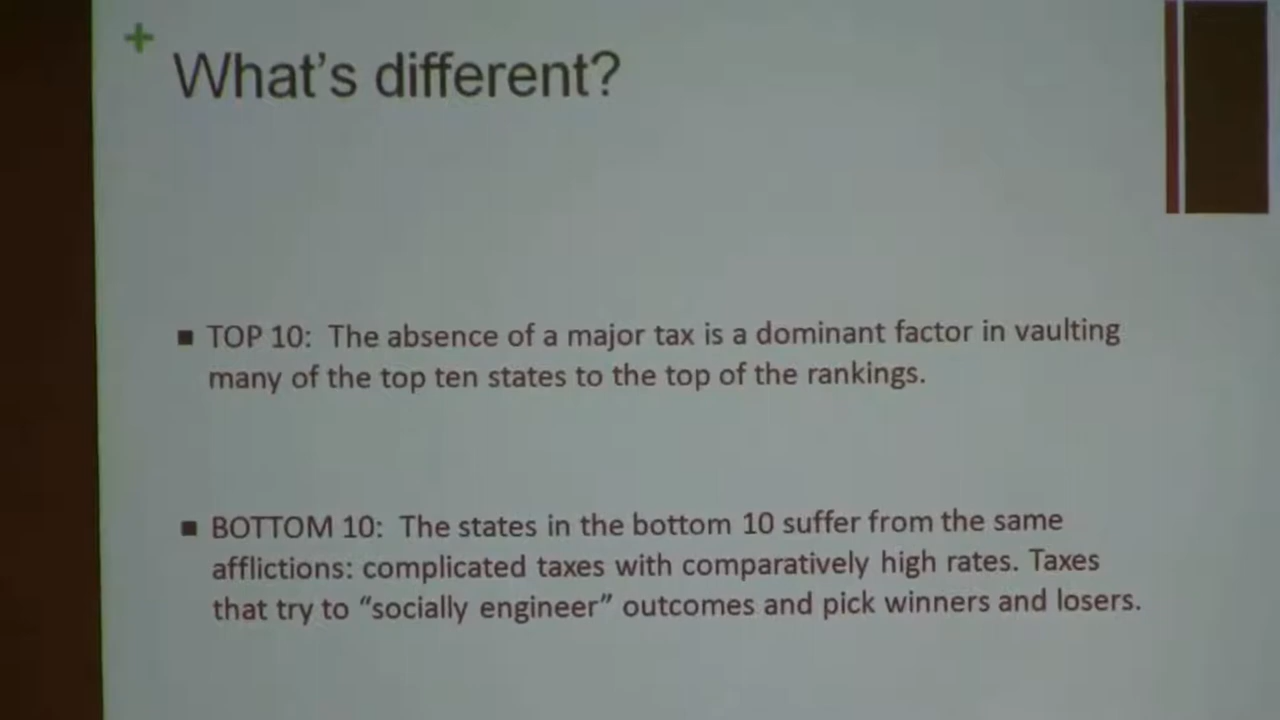 +
What's different?
■ TOP 10: The absence of a major tax is a dominant factor in vaulting
many of the top ten states to the top of the rankings.
■ BOTTOM 10: The states in the bottom 10 suffer from the same
afflictions: complicated taxes with comparatively high rates. Taxes
that try to “socially engineer” outcomes and pick winners and losers.